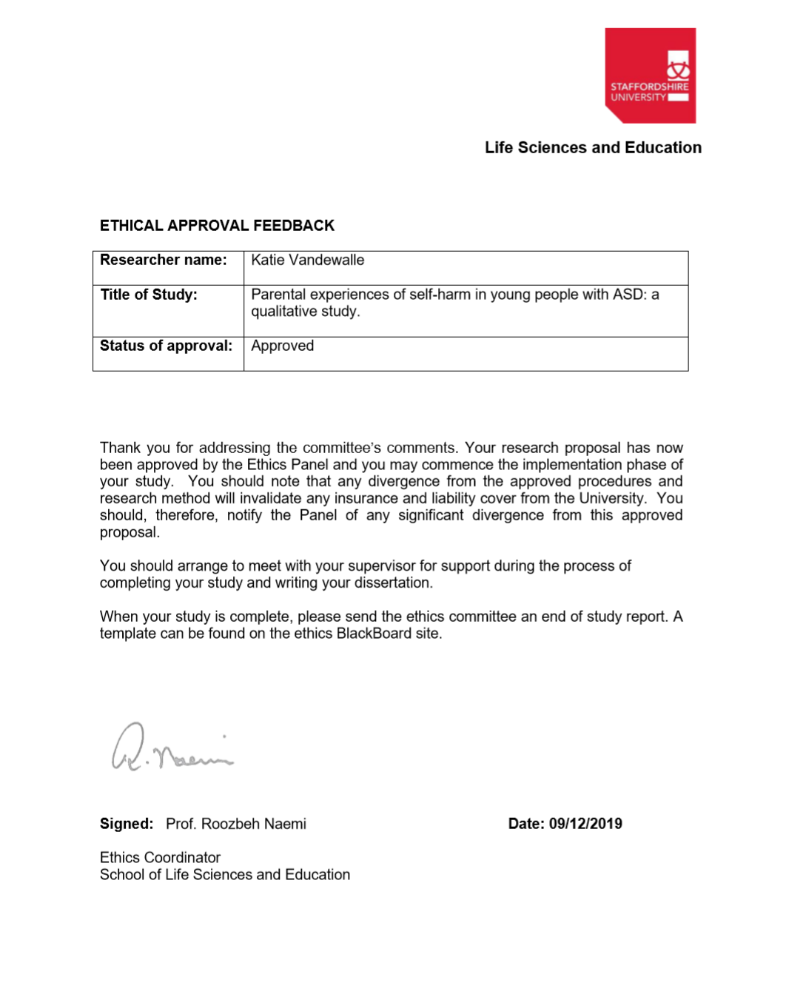 STAFFORDSHIRE
UNIVERSITY
Life Sciences and Education
ETHICAL APPROVAL FEEDBACK
Researcher name: Katie Vandewalle
Title of Study: Parental experiences of self-harm in young people with ASD: a
qualitative study.
Status of approval: Approved
Thank you for addressing the committee's comments. Your research proposal has now
been approved by the Ethics Panel and you may commence the implementation phase of
your study. You should note that any divergence from the approved procedures and
research method will invalidate any insurance and liability cover from the University. You
should, therefore, notify the Panel of any significant divergence from this approved
proposal.
You should arrange to meet with your supervisor for support during the process of
completing your study and writing your dissertation.
When your study is complete, please send the ethics committee an end of study report. A
template can be found on the ethics BlackBoard site.
R. Naemi
Signed: Prof. Roozbeh Naemi Date: 09/12/2019
Ethics Coordinator
School of Life Sciences and Education